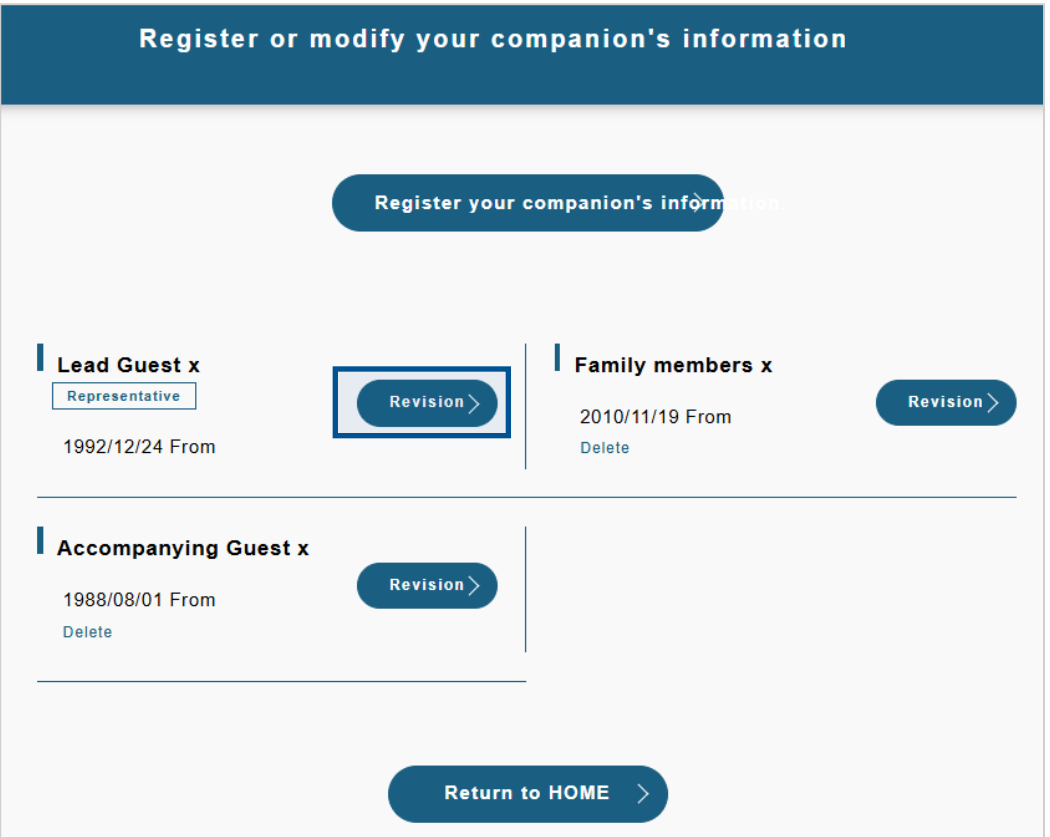 Register or modify your companion's information
Register your companion's information
Lead Guest x
Representative
Revision
1992/12/24 From
Family members x
Revision
2010/11/19 From
Delete
Accompanying Guest x
Revision
1988/08/01 From
Delete
Return to HOME